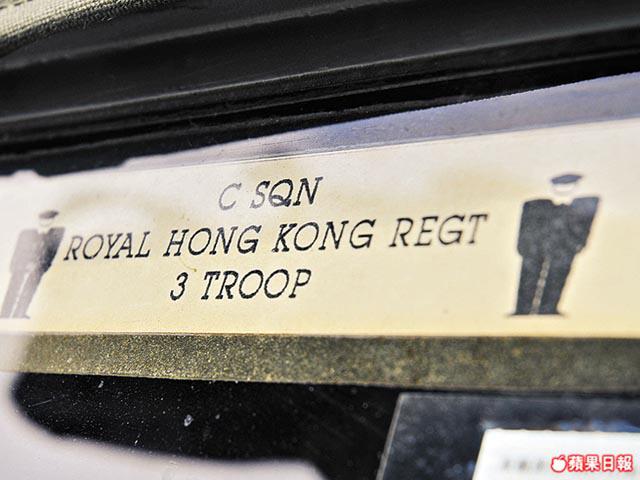 C SQN
ROYAL HONG KONG REGT
3 TROOP
蘋果日報